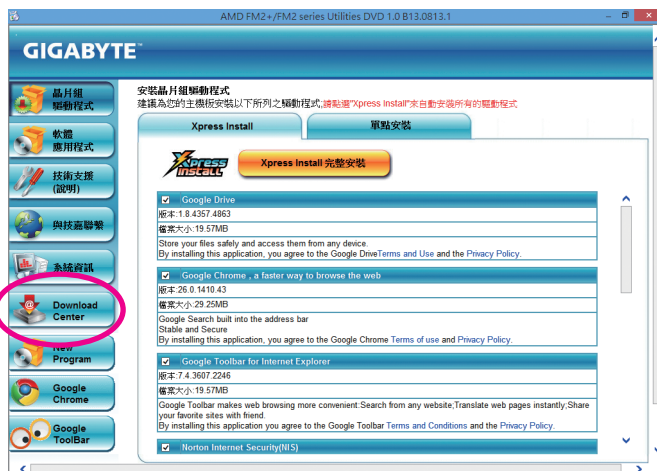 AMD FM2+/FM2 series Utilities DVD 1.0 B13.0813.1
GIGABYTE™
晶片組
驅動程式
軟體
應用程式
技術支援
(說明)
與技嘉聯繫
系統資訊
Download
Center
New
Program
Google
Chrome
Google
ToolBar
安裝晶片組驅動程式
建議為您的主機板安裝以下所列之驅動程式;請點選"Xpress Install"來自動安裝所有的驅動程式
Xpress Install
單點安裝
Xpress
INSTALL
Xpress Install 完整安裝
Google Drive
版本:1.8.4357.4863
檔案大小:19.57MB
Store your files safely and access them from any device.
By installing this application, you agree to the Google DriveTerms and Use and the Privacy Policy.
Google Chrome , a faster way to browse the web
版本:26.0.1410.43
檔案大小:29.25MB
Google Search built into the address bar
Stable and Secure
By installing this application, you agree to the Google Chrome Terms of use and Privacy Policy.
Google Toolbar for Internet Explorer
版本:7.4.3607.2246
檔案大小:19.57MB
Google Toolbar makes web browsing more convenient:Search from any website;Translate web pages instantly;Share
your favorite sites with friend.
By installing this application you agree to the Google Toolbar Terms and Conditions and the Privacy Policy.
Norton Internet Security(NIS)